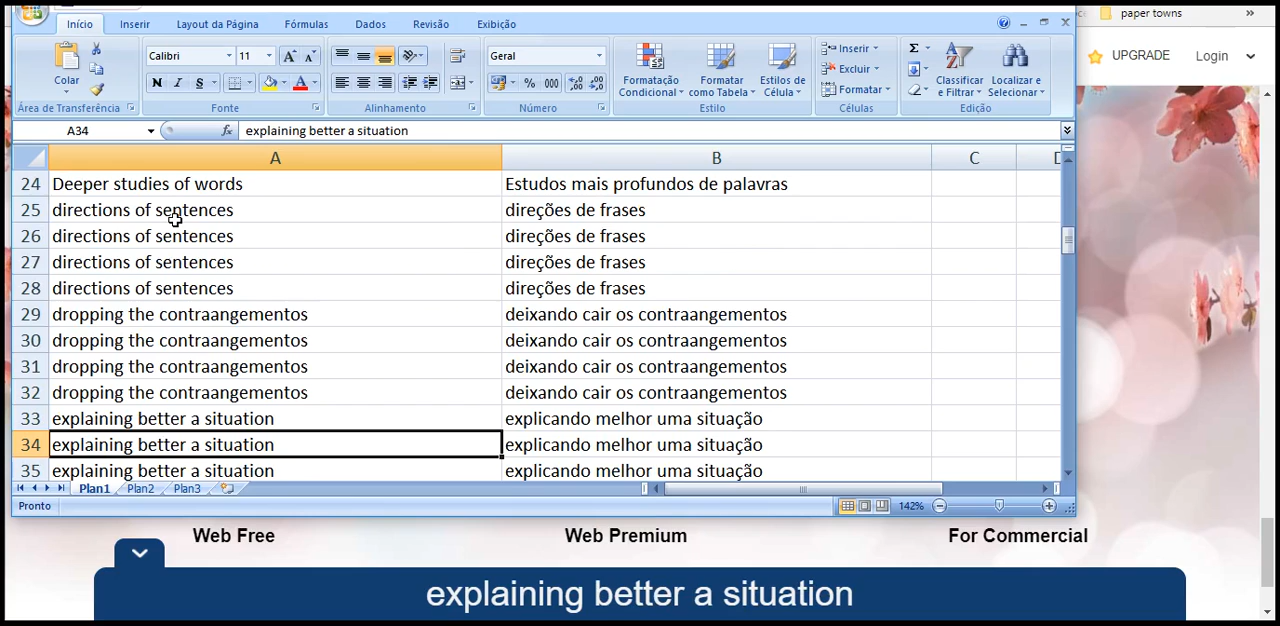 paper towns »
Início Inserir Layout da Página Fórmulas Dados Revisão Exibição
UPGRADE Login
Colar
Calibri 11
Geral
N I S
% 000
Formatação Condicional
Formatar como Tabela
Estilos de Célula
Inserir
Excluir
Formatar
Σ
Classificar e Filtrar
Localizar e Selecionar
Área de Transferência Fonte Alinhamento Número Estilo Células Edição
A34 fx explaining better a situation
A B C
24 Deeper studies of words Estudos mais profundos de palavras
25 directions of sentences direções de frases
26 directions of sentences direções de frases
27 directions of sentences direções de frases
28 directions of sentences direções de frases
29 dropping the contraangementos deixando cair os contraangementos
30 dropping the contraangementos deixando cair os contraangementos
31 dropping the contraangementos deixando cair os contraangementos
32 dropping the contraangementos deixando cair os contraangementos
33 explaining better a situation explicando melhor uma situação
34 explaining better a situation explicando melhor uma situação
35 explaining better a situation explicando melhor uma situação
Plan1 Plan2 Plan3
Pronto 142%
Web Free Web Premium For Commercial
explaining better a situation